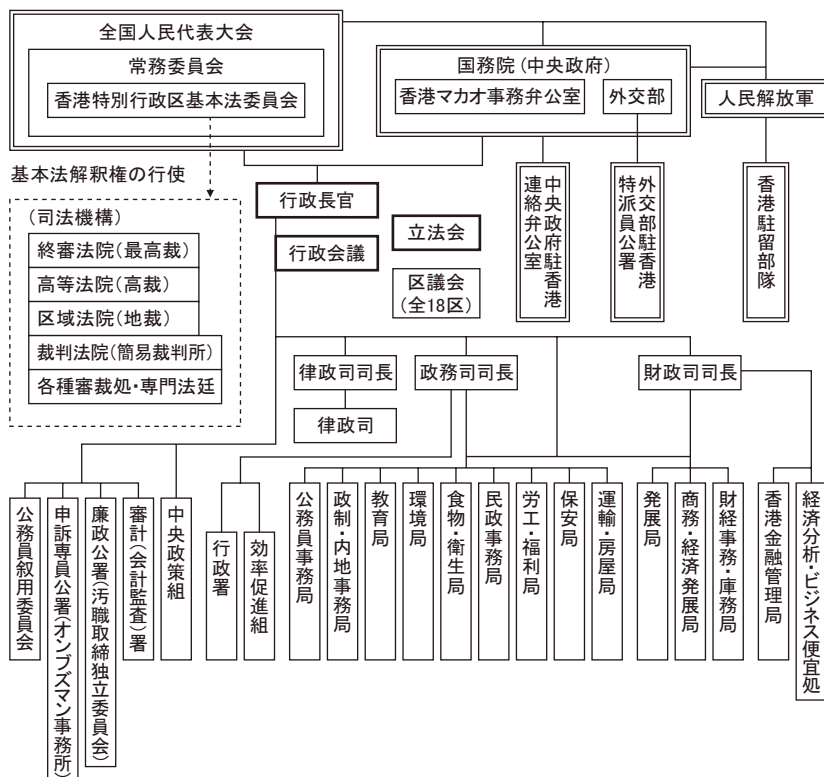 全国人民代表大会
常務委員会
香港特別行政区基本法委員会
国務院(中央政府)
香港マカオ事務弁公室
外交部
人民解放軍
基本法解釈権の行使
行政長官
行政会議
立法会
区議会
(全18区)
中央政府駐香港
連絡弁公室
外交部駐香港
特派員公署
香港駐留部隊
(司法機構)
終審法院(最高裁)
高等法院(高裁)
区域法院(地裁)
裁判法院(簡易裁判所)
各種審裁処・専門法廷
律政司司長
政務司司長
財政司司長
律政司
公務員叙用委員会
申訴専員公署(オンブズマン事務所)
廉政公署(汚職取締独立委員会)
審計(会計監査)署
中央政策組
行政署
効率促進組
公務員事務局
政制・内地事務局
教育局
環境局
食物・衛生局
民政事務局
労工・福利局
保安局
運輸・房屋局
発展局
商務・経済発展局
財経事務・庫務局
香港金融管理局
経済分析・ビジネス便宜処